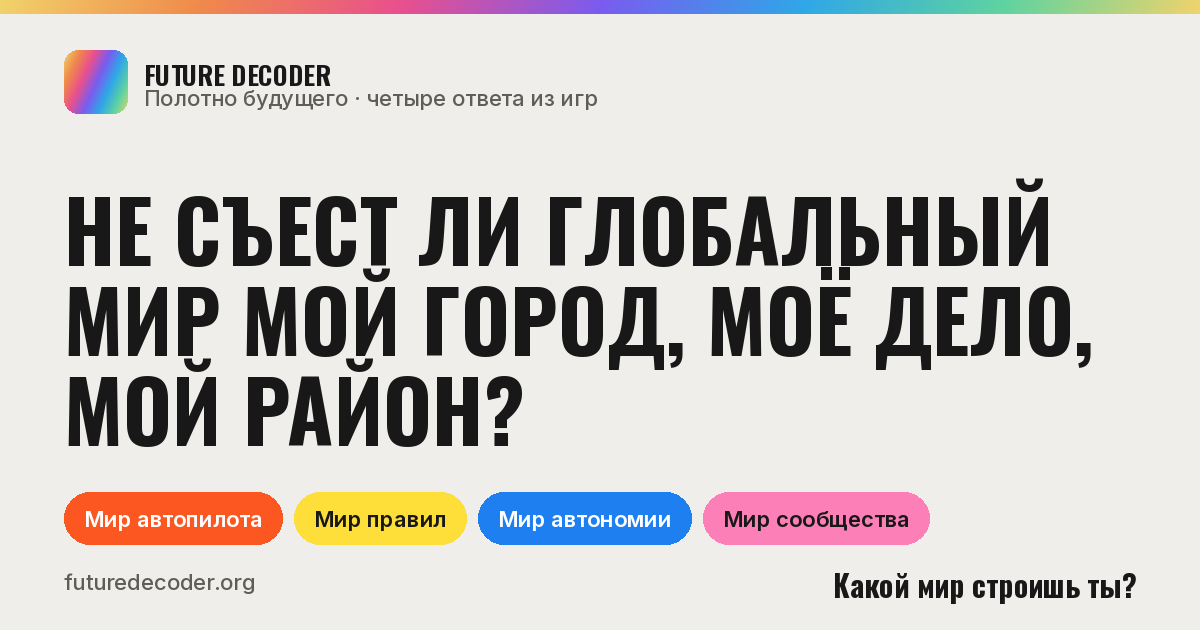 FUTURE DECODER
Полотно будущего · четыре ответа из игр
НЕ СЪЕСТ ЛИ ГЛОБАЛЬНЫЙ
МИР МОЙ ГОРОД, МОЁ ДЕЛО,
МОЙ РАЙОН?
Мир автопилота Мир правил Мир автономии Мир сообщества
futuredecoder.org
Какой мир строишь ты?